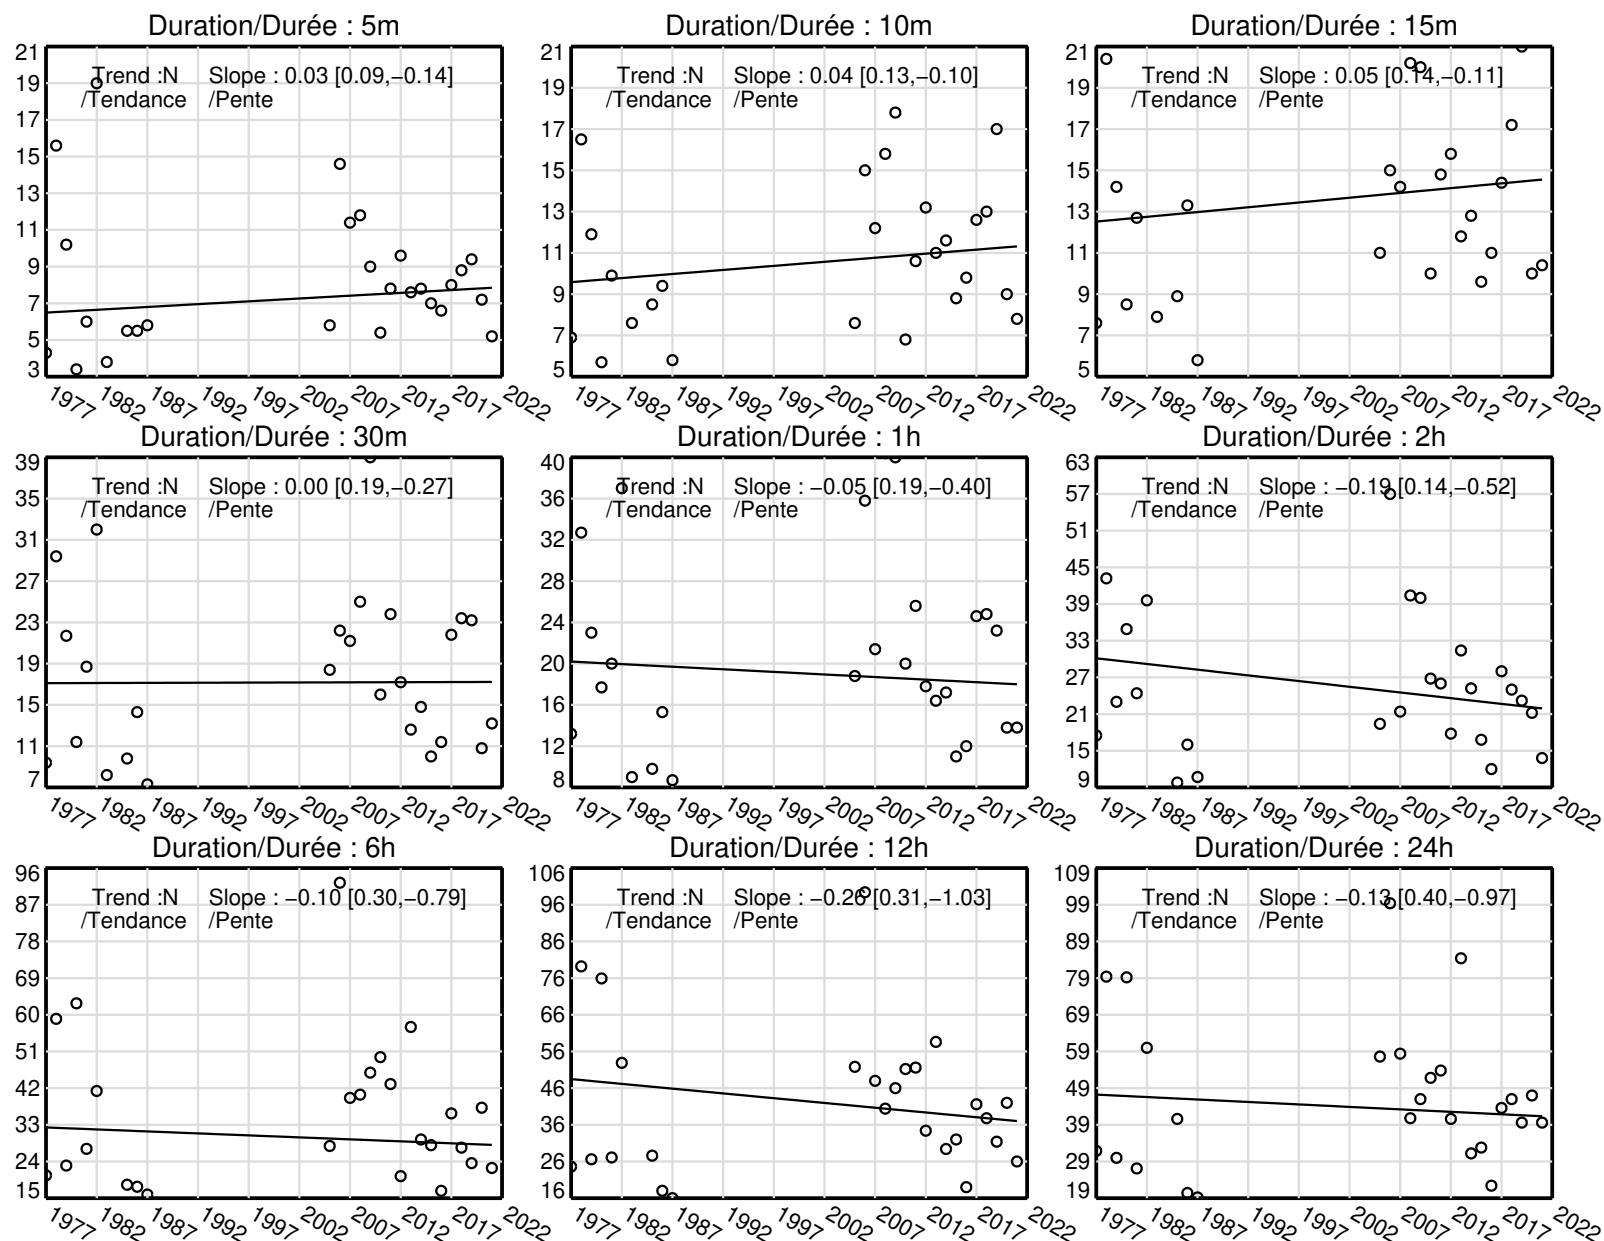 Duration/Durée : 5m
Trend :N Slope : 0.03 [0.09,−0.14]
/Tendance /Pente
21
19
17
15
13
11
9
7
5
3
1977 1982 1987 1992 1997 2002 2007 2012 2017 2022
Duration/Durée : 10m
Trend :N Slope : 0.04 [0.13,−0.10]
/Tendance /Pente
21
19
17
15
13
11
9
7
5
1977 1982 1987 1992 1997 2002 2007 2012 2017 2022
Duration/Durée : 15m
Trend :N Slope : 0.05 [0.14,−0.11]
/Tendance /Pente
21
19
17
15
13
11
9
7
5
1977 1982 1987 1992 1997 2002 2007 2012 2017 2022
Duration/Durée : 30m
Trend :N Slope : 0.00 [0.19,−0.27]
/Tendance /Pente
39
35
32
27
23
19
15
11
7
1977 1982 1987 1992 1997 2002 2007 2012 2017 2022
Duration/Durée : 1h
Trend :N Slope : −0.05 [0.19,−0.40]
/Tendance /Pente
40
36
32
28
24
20
16
12
8
1977 1982 1987 1992 1997 2002 2007 2012 2017 2022
Duration/Durée : 2h
Trend :N Slope : −0.19 [0.14,−0.52]
/Tendance /Pente
63
57
51
45
39
33
27
21
15
9
1977 1982 1987 1992 1997 2002 2007 2012 2017 2022
Duration/Durée : 6h
Trend :N Slope : −0.10 [0.30,−0.79]
/Tendance /Pente
96
87
78
69
60
51
42
33
24
15
1977 1982 1987 1992 1997 2002 2007 2012 2017 2022
Duration/Durée : 12h
Trend :N Slope : −0.26 [0.31,−1.03]
/Tendance /Pente
106
96
86
76
66
56
46
36
26
16
1977 1982 1987 1992 1997 2002 2007 2012 2017 2022
Duration/Durée : 24h
Trend :N Slope : −0.13 [0.40,−0.97]
/Tendance /Pente
109
99
89
79
69
59
49
39
29
19
1977 1982 1987 1992 1997 2002 2007 2012 2017 2022